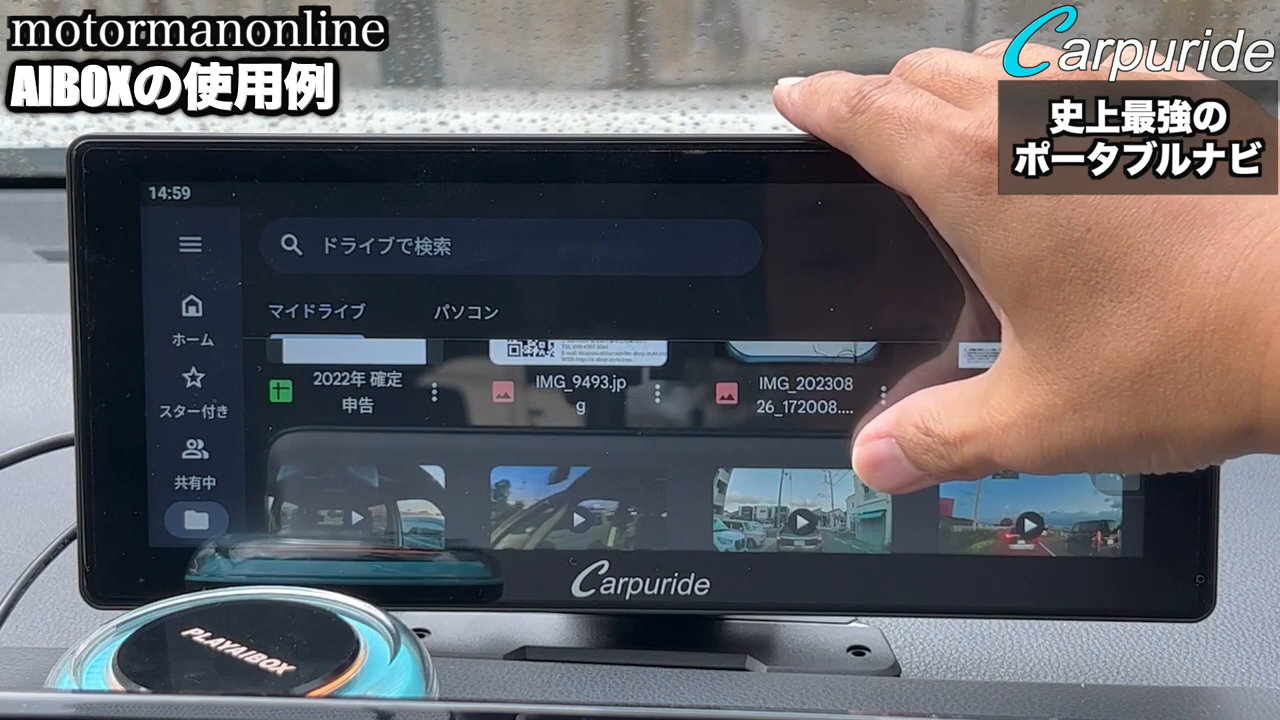 motormanonline
AIBOXの使用例
Carpuride
史上最強の
ポータブルナビ
14:59
ドライブで検索
マイドライブ
パソコン
ホーム
スター付き
共有中
2022年 確定
申告
IMG_9493.jp
g
IMG_202308
26_172008....
Carpuride
PLAYAIBOX